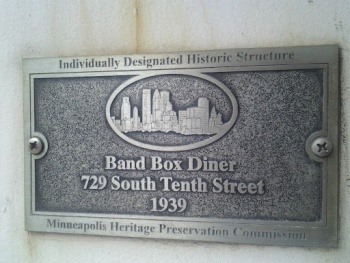 Individually Designated Historic Structure
Band Box Diner
729 South Tenth Street
1939
Minneapolis Heritage Preservation Commission